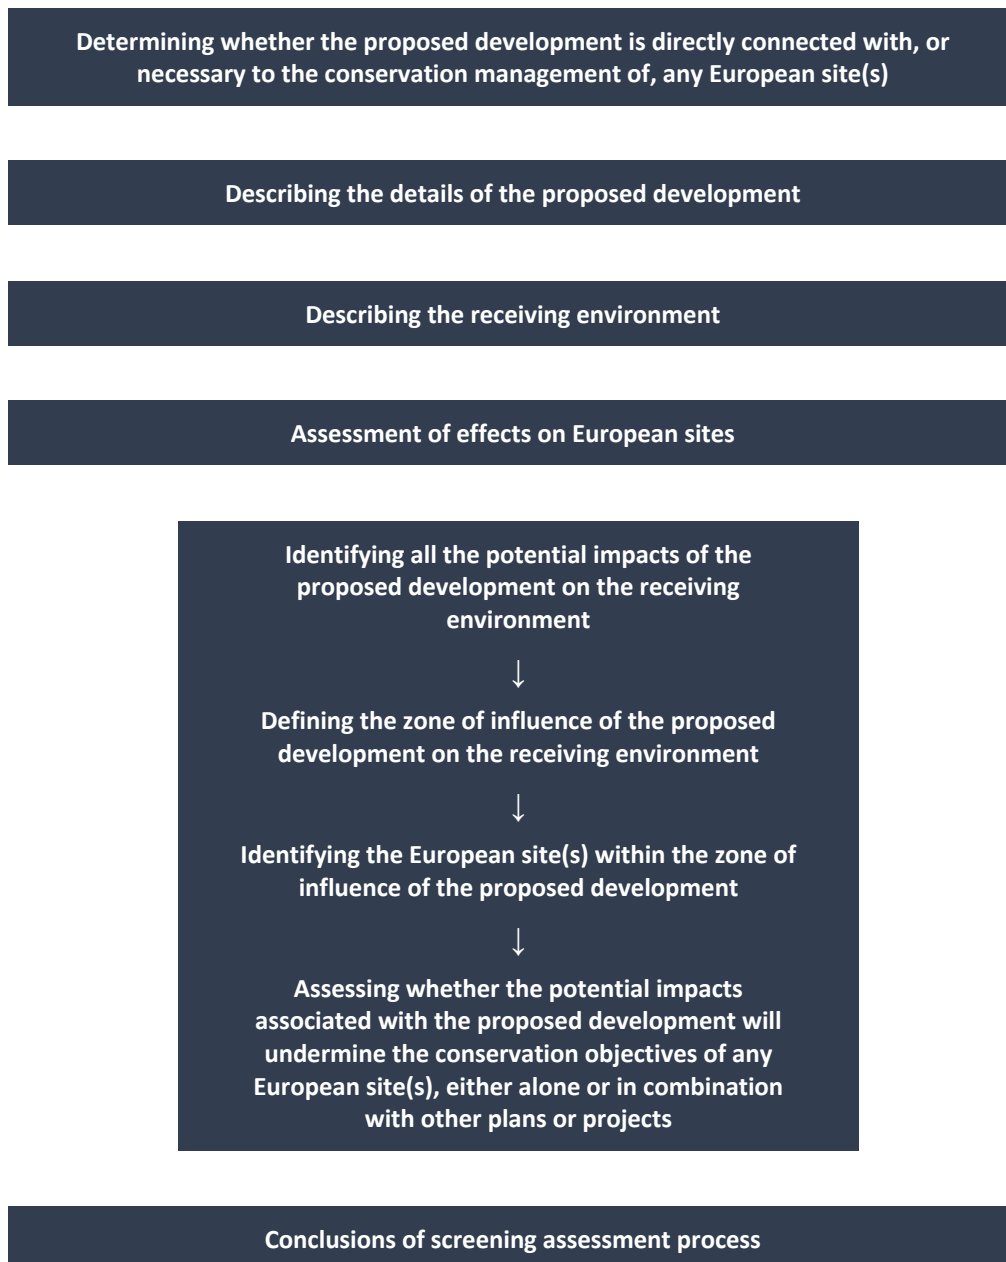 Determining whether the proposed development is directly connected with, or
necessary to the conservation management of, any European site(s)
Describing the details of the proposed development
Describing the receiving environment
Assessment of effects on European sites
Identifying all the potential impacts of the
proposed development on the receiving
environment
↓
Defining the zone of influence of the proposed
development on the receiving environment
↓
Identifying the European site(s) within the zone of
influence of the proposed development
↓
Assessing whether the potential impacts
associated with the proposed development will
undermine the conservation objectives of any
European site(s), either alone or in combination
with other plans or projects
Conclusions of screening assessment process